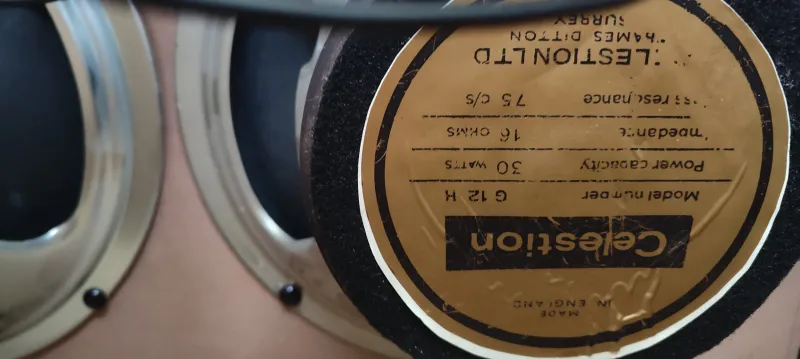 MADE
IN ENGLAND
Celestion
Model number G 12 H
Power capacity 30 WATTS
mpedance 16 OHMS
ss resonance 75 C/S
LESTION LTD
HAMES DITTON
SURREY